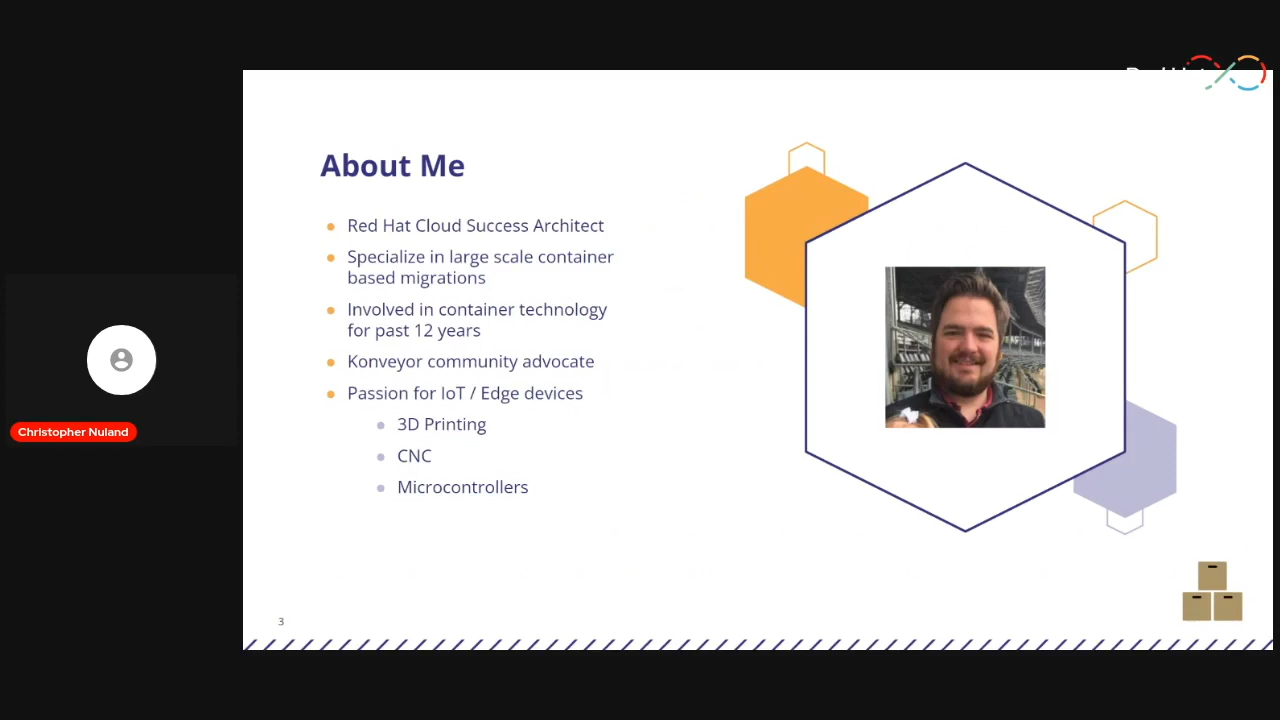 About Me
Red Hat Cloud Success Architect
Specialize in large scale container
based migrations
Involved in container technology
for past 12 years
Konveyor community advocate
Passion for IoT / Edge devices
3D Printing
CNC
Microcontrollers
Christopher Nuland
3